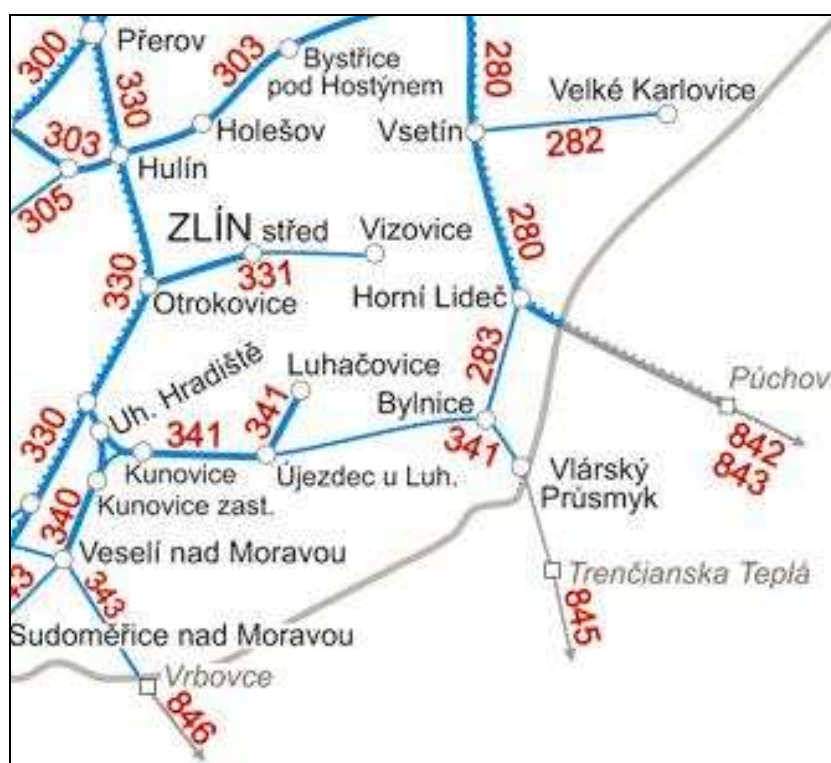 300
Přerov
303
Bystřice
pod Hostýnem
280
Velké Karlovice
330
Holešov
Vsetín
282
303
Hulín
305
ZLÍN střed
Vizovice
280
331
330
Otrokovice
Horní Lideč
Uh. Hradiště
Luhačovice
283
Púchov
341
Bylnice
330
341
341
842
843
Kunovice
Újezdec u Luh.
Vlárský
Průsmyk
Kunovice zast.
340
Veselí nad Moravou
Trenčianska Teplá
43
343
845
Sudoměřice nad Moravou
Vrbovce
846